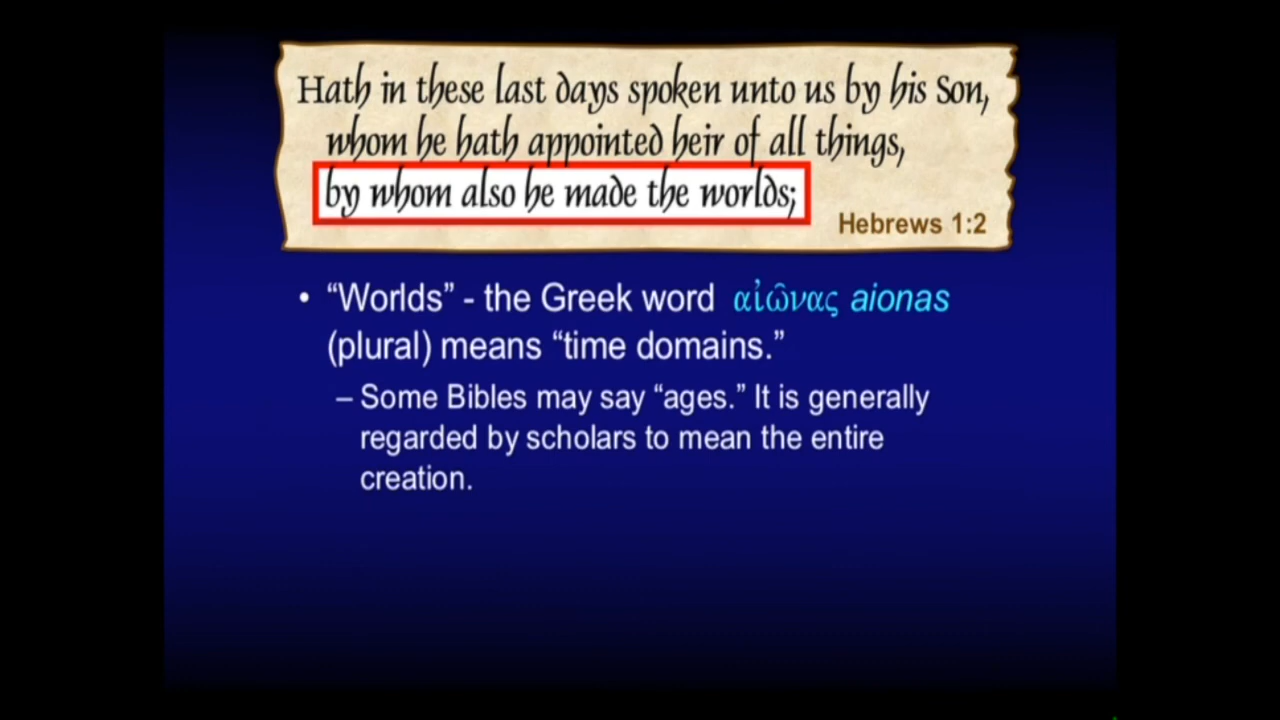 Hath in these last days spoken unto us by his Son,
whom he hath appointed heir of all things,
by whom also he made the worlds;
Hebrews 1:2
• “Worlds” - the Greek word αἰῶνας aionas
(plural) means “time domains.”
– Some Bibles may say “ages.” It is generally
regarded by scholars to mean the entire
creation.